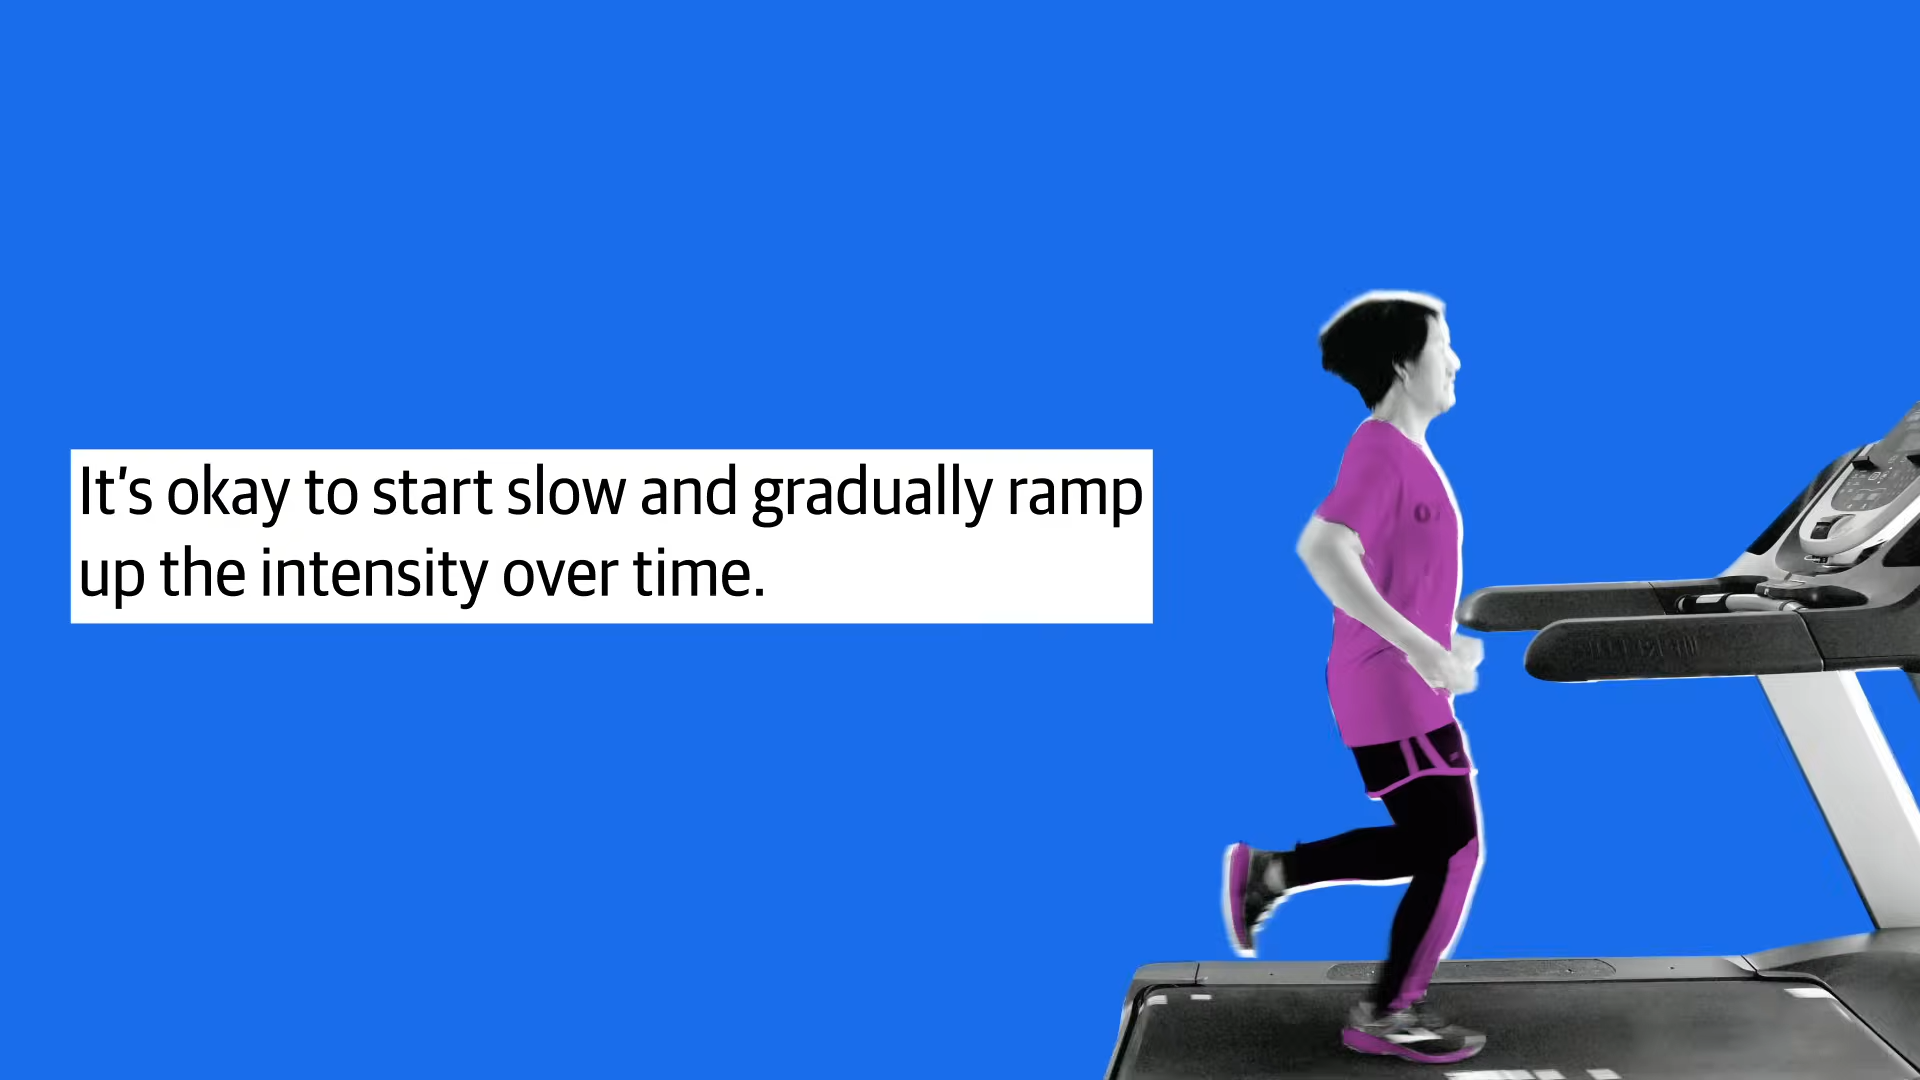 It's okay to start slow and gradually ramp
up the intensity over time.